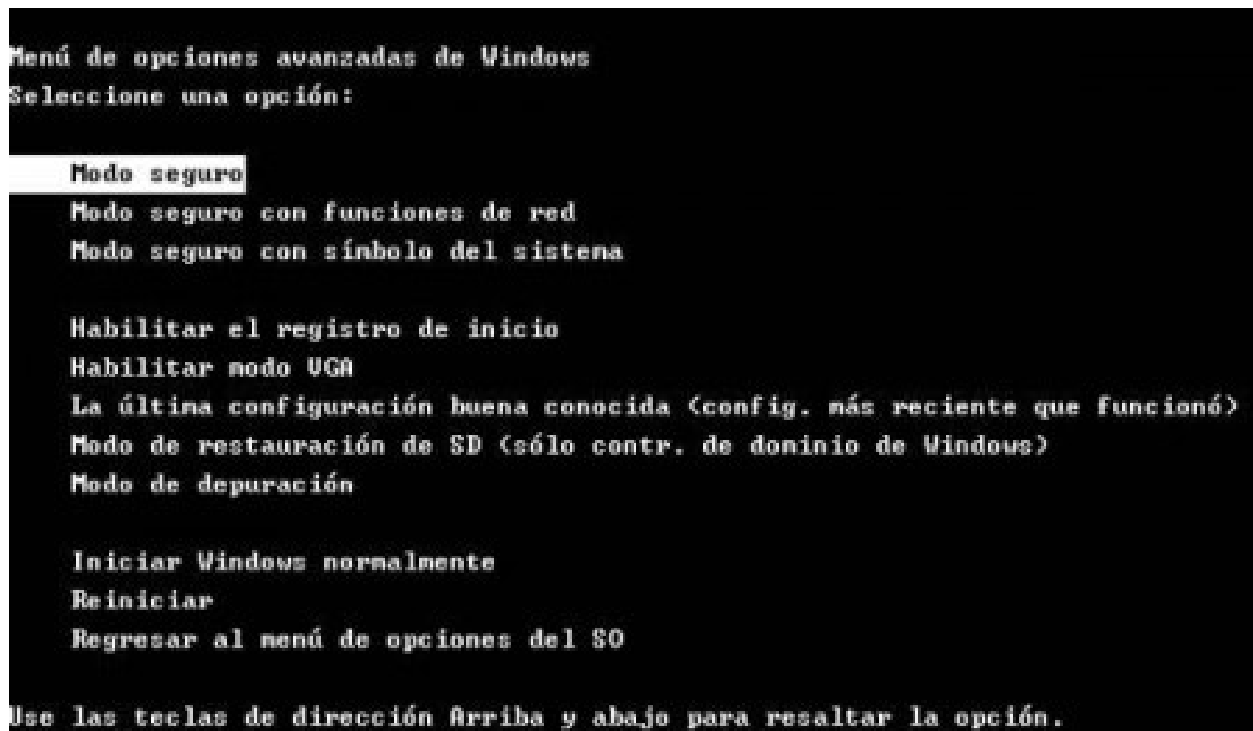 Menú de opciones avanzadas de Windows
Seleccione una opción:
Modo seguro
Modo seguro con funciones de red
Modo seguro con símbolo del sistema
Habilitar el registro de inicio
Habilitar modo VGA
La última configuración buena conocida (config. más reciente que funcionó)
Modo de restauración de SD (sólo contr. de dominio de Windows)
Modo de depuración
Iniciar Windows normalmente
Reiniciar
Regresar al menú de opciones del SO
Use las teclas de dirección Arriba y abajo para resaltar la opción.